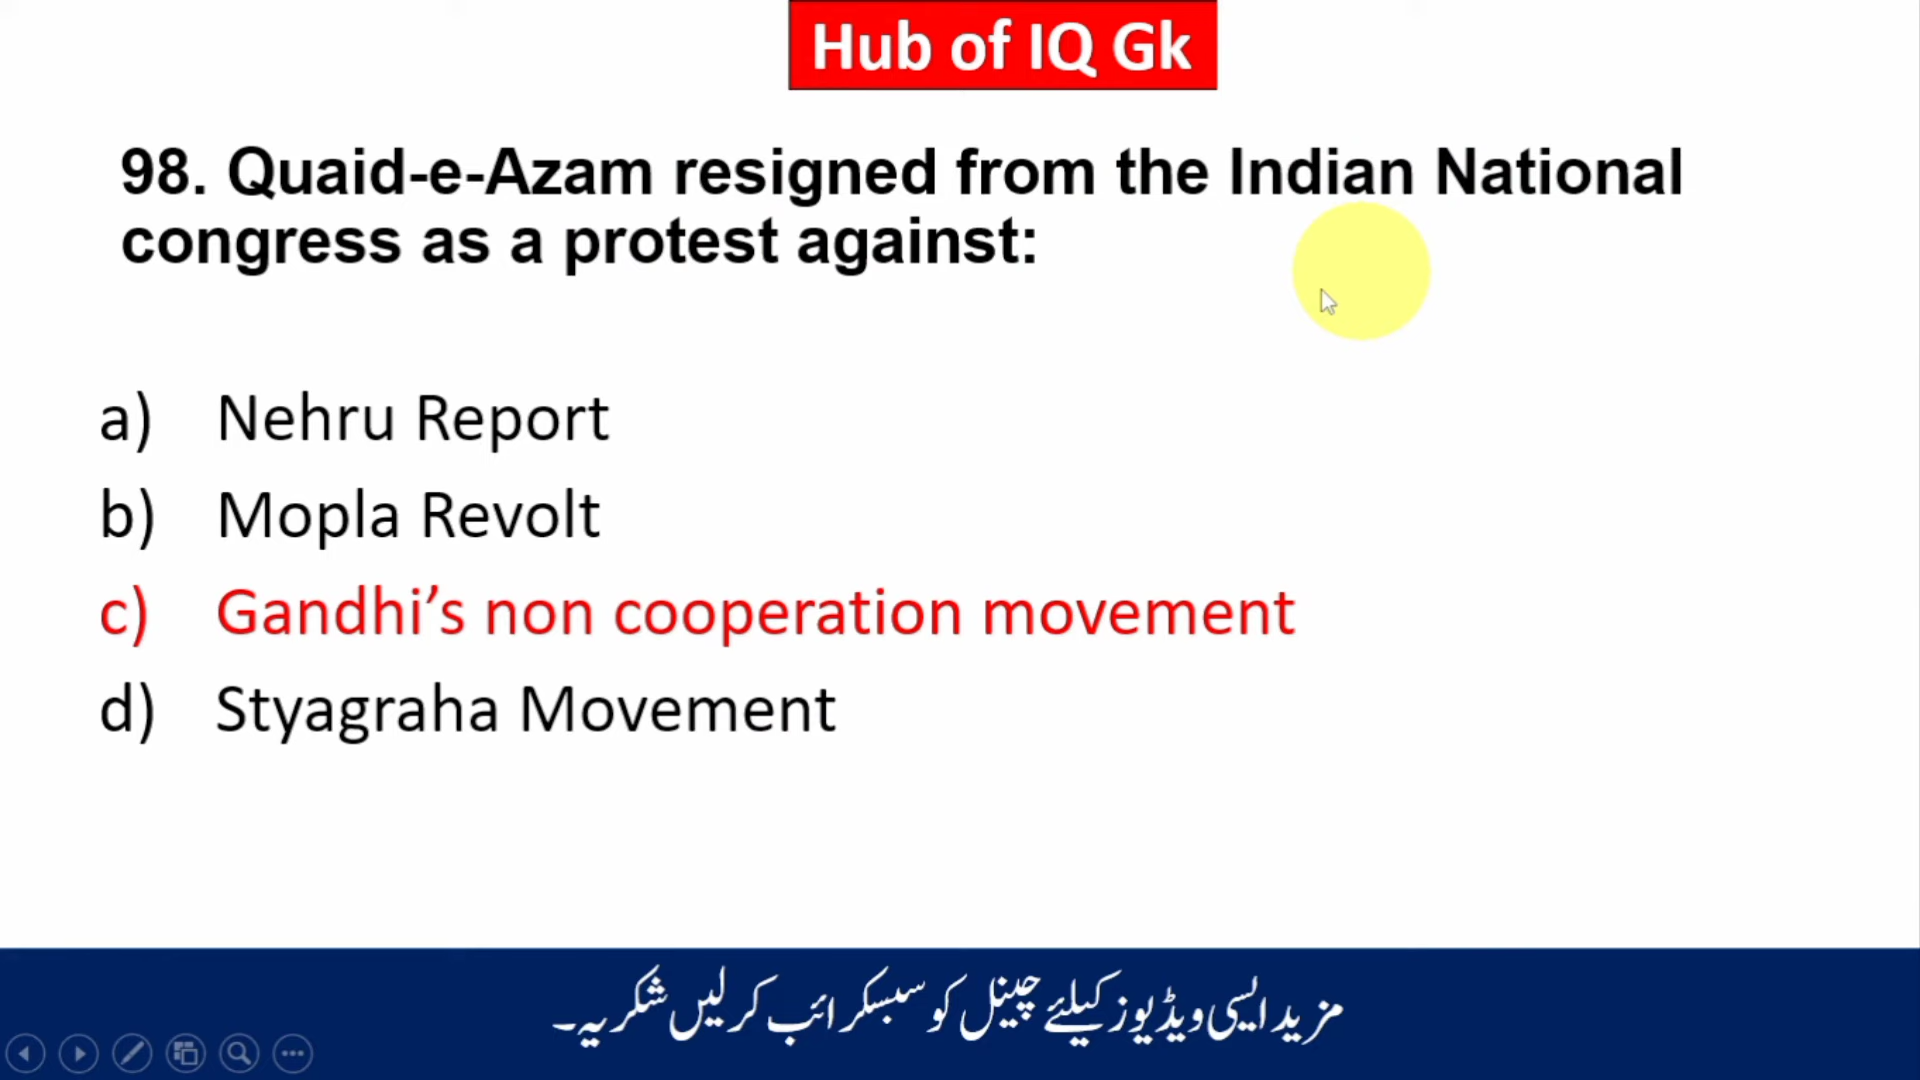 Hub of IQ Gk
98. Quaid-e-Azam resigned from the Indian National
congress as a protest against:
a) Nehru Report
b) Mopla Revolt
c) Gandhi’s non cooperation movement
d) Styagraha Movement
مزید ایسی ویڈیوز کیلئے چینل کو سبسکرائب کر لیں شکریہ۔